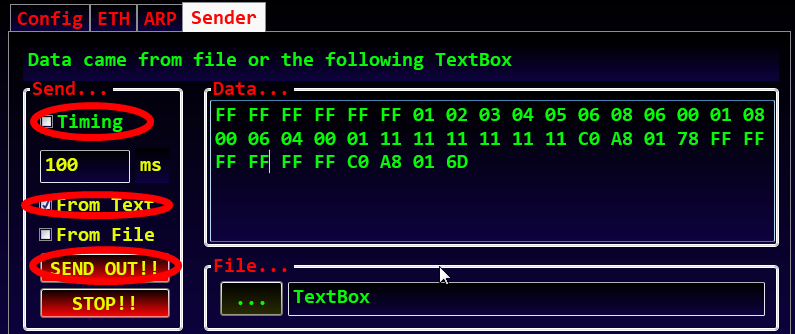 Config ETH ARP Sender
Data came from file or the following TextBox
Send...
Timing
100 ms
From Text
From File
SEND OUT!!
STOP!!
Data...
FF FF FF FF FF FF 01 02 03 04 05 06 08 06 00 01 08
00 06 04 00 01 11 11 11 11 11 11 C0 A8 01 78 FF FF
FF FF FF FF C0 A8 01 6D
File...
... TextBox